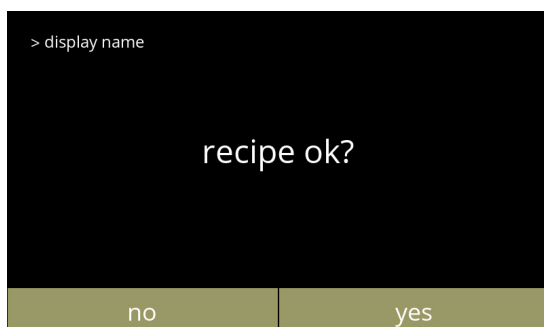 > display name
recipe ok?
no yes